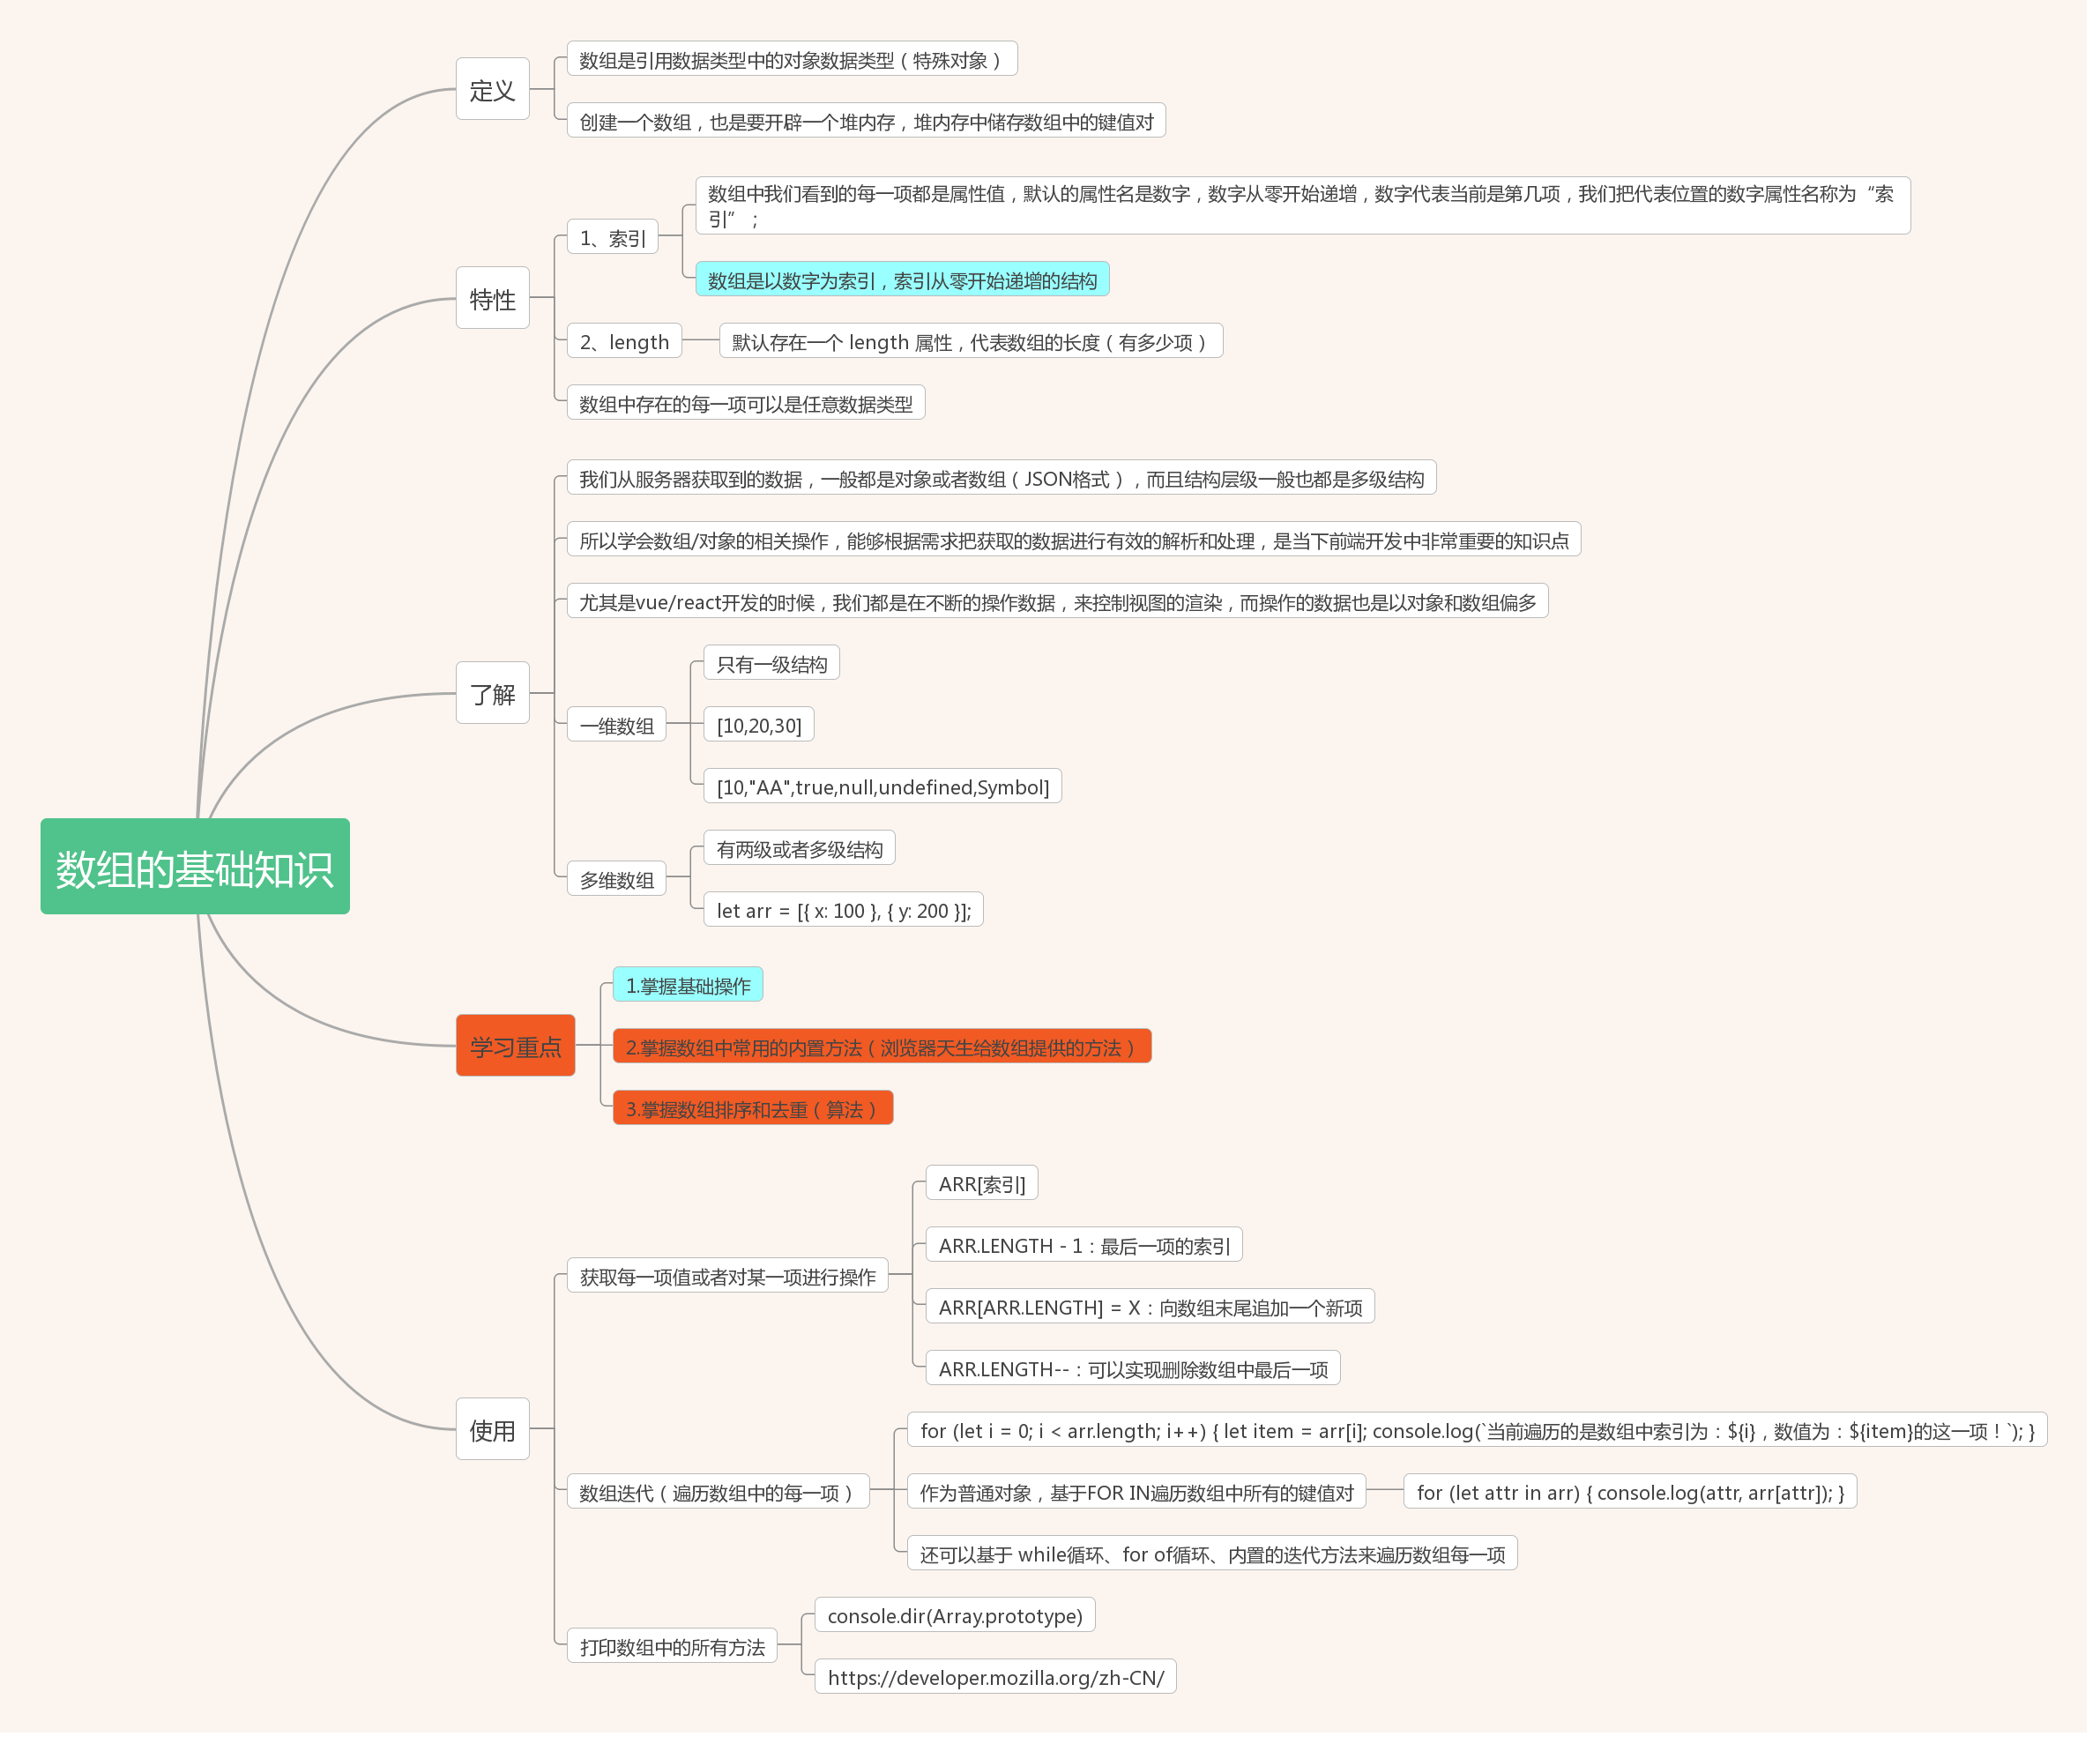 数组的基础知识
定义
数组是引用数据类型中的对象数据类型（特殊对象）
创建一个数组，也是要开辟一个堆内存，堆内存中储存数组中的键值对
特性
1、索引
数组中我们看到的每一项都是属性值，默认的属性名是数字，数字从零开始递增，数字代表当前是第几项，我们把代表位置的数字属性名称为“索
引” ；
数组是以数字为索引，索引从零开始递增的结构
2、length
默认存在一个 length 属性，代表数组的长度（有多少项）
数组中存在的每一项可以是任意数据类型
了解
我们从服务器获取到的数据，一般都是对象或者数组（JSON格式），而且结构层级一般也都是多级结构
所以学会数组/对象的相关操作，能够根据需求把获取的数据进行有效的解析和处理，是当下前端开发中非常重要的知识点
尤其是vue/react开发的时候，我们都是在不断的操作数据，来控制视图的渲染，而操作的数据也是以对象和数组偏多
一维数组
只有一级结构
[10,20,30]
[10,"AA",true,null,undefined,Symbol]
多维数组
有两级或者多级结构
let arr = [{ x: 100 }, { y: 200 }];
学习重点
1.掌握基础操作
2.掌握数组中常用的内置方法（浏览器天生给数组提供的方法）
3.掌握数组排序和去重（算法）
使用
获取每一项值或者对某一项进行操作
ARR[索引]
ARR.LENGTH - 1：最后一项的索引
ARR[ARR.LENGTH] = X：向数组末尾追加一个新项
ARR.LENGTH--：可以实现删除数组中最后一项
数组迭代（遍历数组中的每一项）
for (let i = 0; i < arr.length; i++) { let item = arr[i]; console.log(`当前遍历的是数组中索引为：${i}，数值为：${item}的这一项！`); }
作为普通对象，基于FOR IN遍历数组中所有的键值对
for (let attr in arr) { console.log(attr, arr[attr]); }
还可以基于 while循环、for of循环、内置的迭代方法来遍历数组每一项
打印数组中的所有方法
console.dir(Array.prototype)
https://developer.mozilla.org/zh-CN/